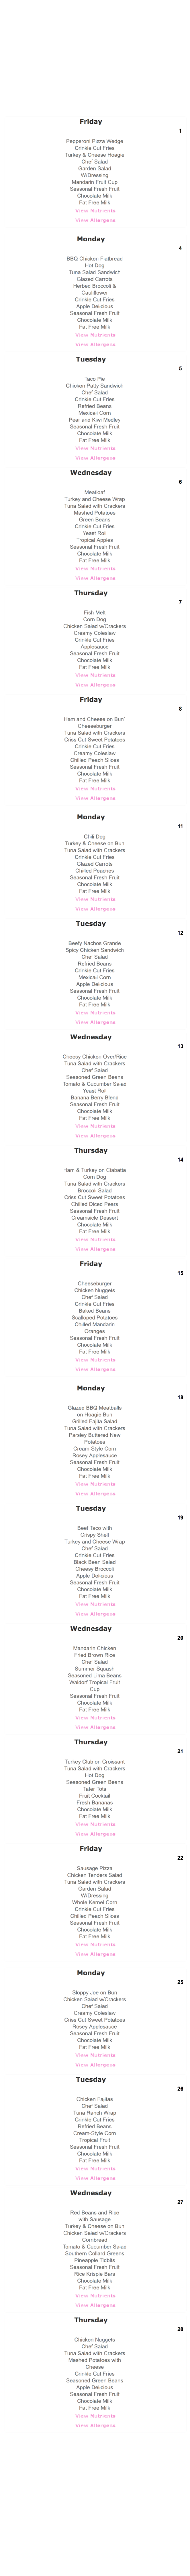 Friday
1
Pepperoni Pizza Wedge
Crinkle Cut Fries
Turkey & Cheese Hoagie
Chef Salad
Garden Salad
W/Dressing
Mandarin Fruit Cup
Seasonal Fresh Fruit
Chocolate Milk
Fat Free Milk
View Nutrients
View Allergens
Monday
4
BBQ Chicken Flatbread
Hot Dog
Tuna Salad Sandwich
Glazed Carrots
Herbed Broccoli &
Cauliflower
Crinkle Cut Fries
Apple Delicious
Seasonal Fresh Fruit
Chocolate Milk
Fat Free Milk
View Nutrients
View Allergens
Tuesday
5
Taco Pie
Chicken Patty Sandwich
Chef Salad
Crinkle Cut Fries
Refried Beans
Mexicali Corn
Pear and Kiwi Medley
Seasonal Fresh Fruit
Chocolate Milk
Fat Free Milk
View Nutrients
View Allergens
Wednesday
6
Meatloaf
Turkey and Cheese Wrap
Tuna Salad with Crackers
Mashed Potatoes
Green Beans
Crinkle Cut Fries
Yeast Roll
Tropical Apples
Seasonal Fresh Fruit
Chocolate Milk
Fat Free Milk
View Nutrients
View Allergens
Thursday
7
Fish Melt
Corn Dog
Chicken Salad w/Crackers
Creamy Coleslaw
Crinkle Cut Fries
Applesauce
Seasonal Fresh Fruit
Chocolate Milk
Fat Free Milk
View Nutrients
View Allergens
Friday
8
Ham and Cheese on Bun'
Cheeseburger
Tuna Salad with Crackers
Criss Cut Sweet Potatoes
Crinkle Cut Fries
Creamy Coleslaw
Chilled Peach Slices
Seasonal Fresh Fruit
Chocolate Milk
Fat Free Milk
View Nutrients
View Allergens
Monday
11
Chili Dog
Turkey & Cheese on Bun
Tuna Salad with Crackers
Crinkle Cut Fries
Glazed Carrots
Chilled Peaches
Seasonal Fresh Fruit
Chocolate Milk
Fat Free Milk
View Nutrients
View Allergens
Tuesday
12
Beefy Nachos Grande
Spicy Chicken Sandwich
Chef Salad
Refried Beans
Crinkle Cut Fries
Mexicali Corn
Apple Delicious
Seasonal Fresh Fruit
Chocolate Milk
Fat Free Milk
View Nutrients
View Allergens
Wednesday
13
Cheesy Chicken Over/Rice
Tuna Salad with Crackers
Chef Salad
Seasoned Green Beans
Tomato & Cucumber Salad
Yeast Roll
Banana Berry Blend
Seasonal Fresh Fruit
Chocolate Milk
Fat Free Milk
View Nutrients
View Allergens
Thursday
14
Ham & Turkey on Ciabatta
Corn Dog
Tuna Salad with Crackers
Broccoli Salad
Criss Cut Sweet Potatoes
Chilled Diced Pears
Seasonal Fresh Fruit
Creamsicle Dessert
Chocolate Milk
Fat Free Milk
View Nutrients
View Allergens
Friday
15
Cheeseburger
Chicken Nuggets
Chef Salad
Crinkle Cut Fries
Baked Beans
Scalloped Potatoes
Chilled Mandarin
Oranges
Seasonal Fresh Fruit
Chocolate Milk
Fat Free Milk
View Nutrients
View Allergens
Monday
18
Glazed BBQ Meatballs
on Hoagie Bun
Grilled Fajita Salad
Tuna Salad with Crackers
Parsley Buttered New
Potatoes
Cream-Style Corn
Rosey Applesauce
Seasonal Fresh Fruit
Chocolate Milk
Fat Free Milk
View Nutrients
View Allergens
Tuesday
19
Beef Taco with
Crispy Shell
Turkey and Cheese Wrap
Chef Salad
Crinkle Cut Fries
Black Bean Salad
Cheesy Broccoli
Apple Delicious
Seasonal Fresh Fruit
Chocolate Milk
Fat Free Milk
View Nutrients
View Allergens
Wednesday
20
Mandarin Chicken
Fried Brown Rice
Chef Salad
Summer Squash
Seasoned Lima Beans
Waldorf Tropical Fruit
Cup
Seasonal Fresh Fruit
Chocolate Milk
Fat Free Milk
View Nutrients
View Allergens
Thursday
21
Turkey Club on Croissant
Tuna Salad with Crackers
Hot Dog
Seasoned Green Beans
Tater Tots
Fruit Cocktail
Fresh Bananas
Chocolate Milk
Fat Free Milk
View Nutrients
View Allergens
Friday
22
Sausage Pizza
Chicken Tenders Salad
Tuna Salad with Crackers
Garden Salad
W/Dressing
Whole Kernel Corn
Crinkle Cut Fries
Chilled Peach Slices
Seasonal Fresh Fruit
Chocolate Milk
Fat Free Milk
View Nutrients
View Allergens
Monday
25
Sloppy Joe on Bun
Chicken Salad w/Crackers
Chef Salad
Creamy Coleslaw
Criss Cut Sweet Potatoes
Rosey Applesauce
Seasonal Fresh Fruit
Chocolate Milk
Fat Free Milk
View Nutrients
View Allergens
Tuesday
26
Chicken Fajitas
Chef Salad
Tuna Ranch Wrap
Crinkle Cut Fries
Refried Beans
Cream-Style Corn
Tropical Fruit
Seasonal Fresh Fruit
Chocolate Milk
Fat Free Milk
View Nutrients
View Allergens
Wednesday
27
Red Beans and Rice
with Sausage
Turkey & Cheese on Bun
Chicken Salad w/Crackers
Cornbread
Tomato & Cucumber Salad
Southern Collard Greens
Pineapple Tidbits
Seasonal Fresh Fruit
Rice Krispie Bars
Chocolate Milk
Fat Free Milk
View Nutrients
View Allergens
Thursday
28
Chicken Nuggets
Chef Salad
Tuna Salad with Crackers
Mashed Potatoes with
Cheese
Crinkle Cut Fries
Seasoned Green Beans
Apple Delicious
Seasonal Fresh Fruit
Chocolate Milk
Fat Free Milk
View Nutrients
View Allergens